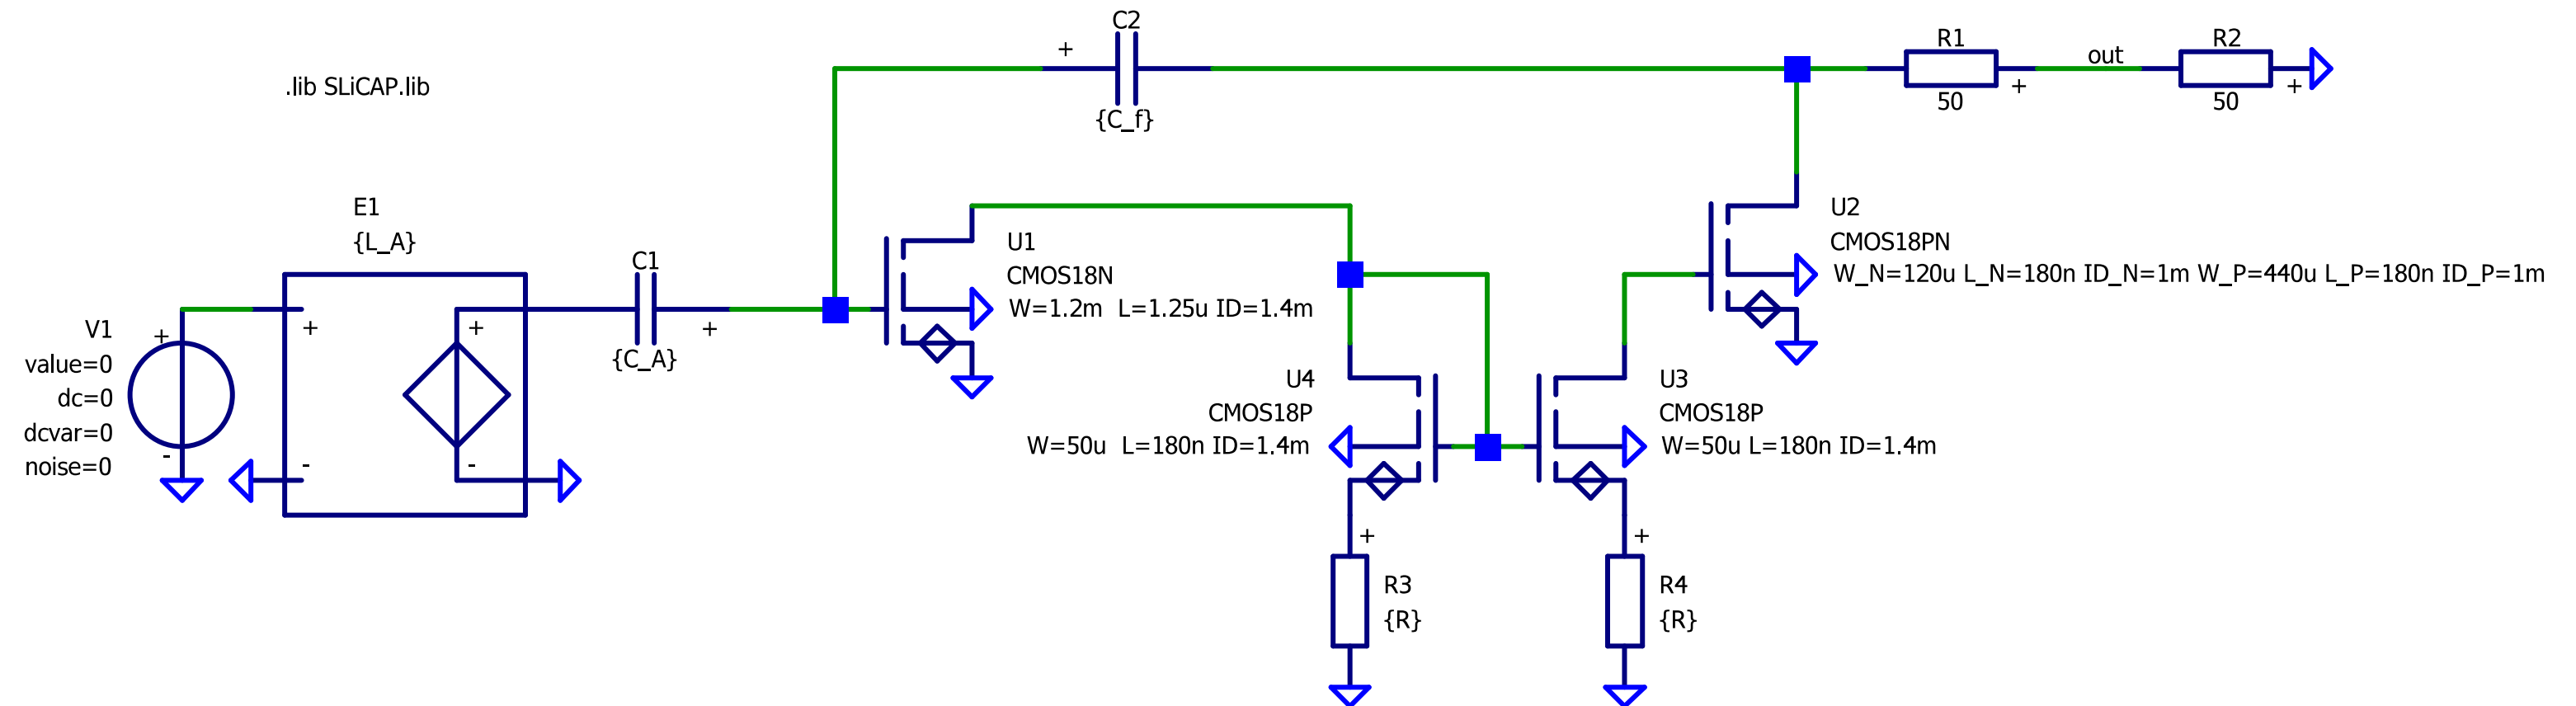 C2
+
R1
out
R2
+
+
50
50
.lib SLiCAP.lib
{C_f}
E1
{L_A}
U1
CMOS18N
W=1.2m L=1.25u ID=1.4m
U2
CMOS18PN
W_N=120u L_N=180n ID_N=1m W_P=440u L_P=180n ID_P=1m
C1
+
{C_A}
V1
value=0
dc=0
dcvar=0
noise=0
+
-
+
-
+
-
U4
CMOS18P
W=50u L=180n ID=1.4m
U3
CMOS18P
W=50u L=180n ID=1.4m
+
R3
{R}
+
R4
{R}